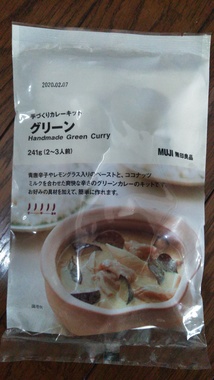 2020.02.07
手づくりカレーキット
グリーン
Handmade Green Curry
241g（2～3人前）
MUJI 無印良品
青唐辛子やレモングラス入りのペーストと、ココナッツ
ミルクを合わせた爽快な辛さのグリーンカレーのキットです。
お好みの具材を加えて、簡単に作れます。